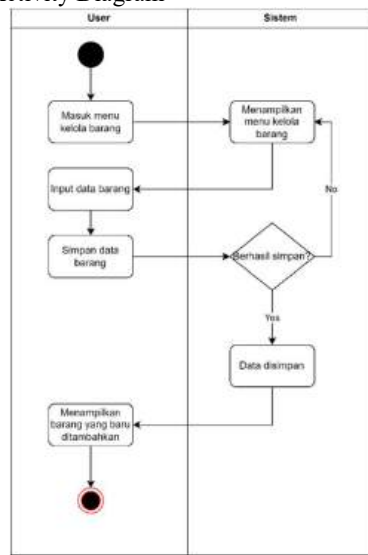 ctivity Diagram
User
Sistem
Masuk menu
kelola barang
Menampilkan
menu kelola
barang
Input data barang
No
Simpan data
barang
Berhasil simpan?
Yes
Data disimpan
Menampilkan
barang yang baru
ditambahkan